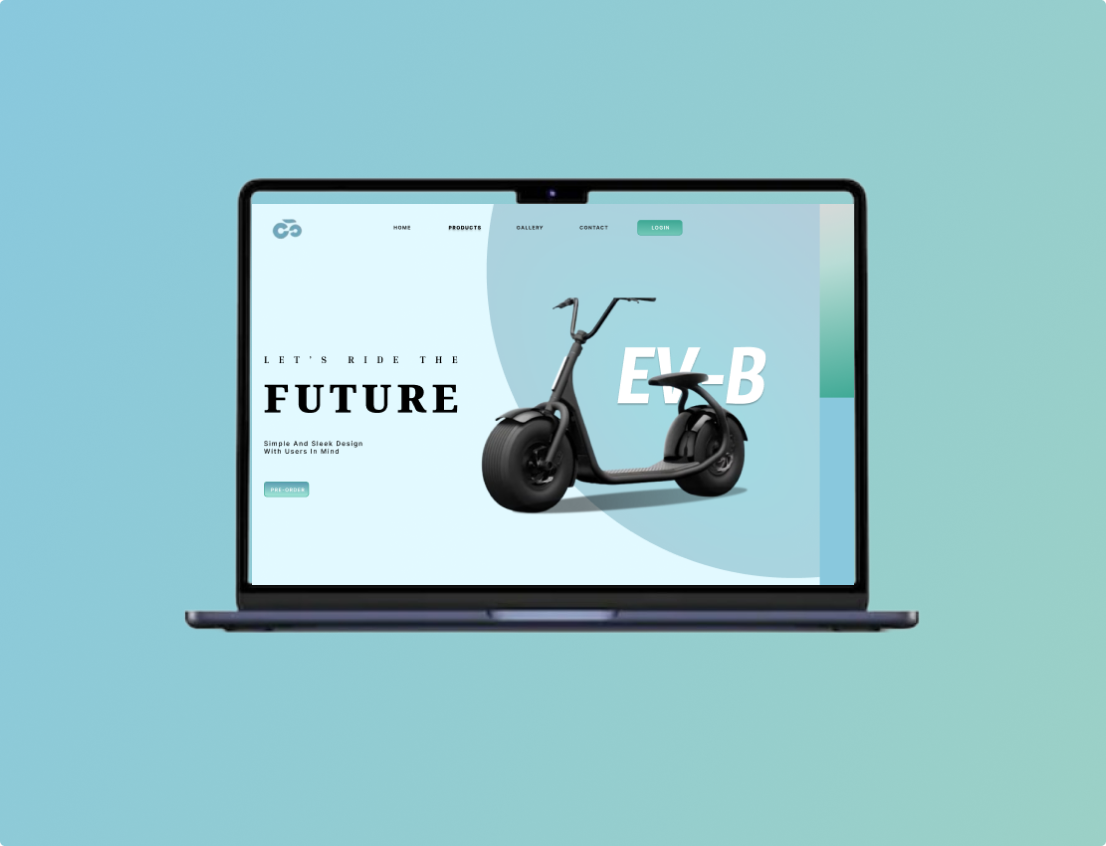 HOME PRODUCTS GALLERY CONTACT LOGIN
LET'S RIDE THE
FUTURE
EV-B
Simple And Sleek Design
With Users In Mind
PRE-ORDER